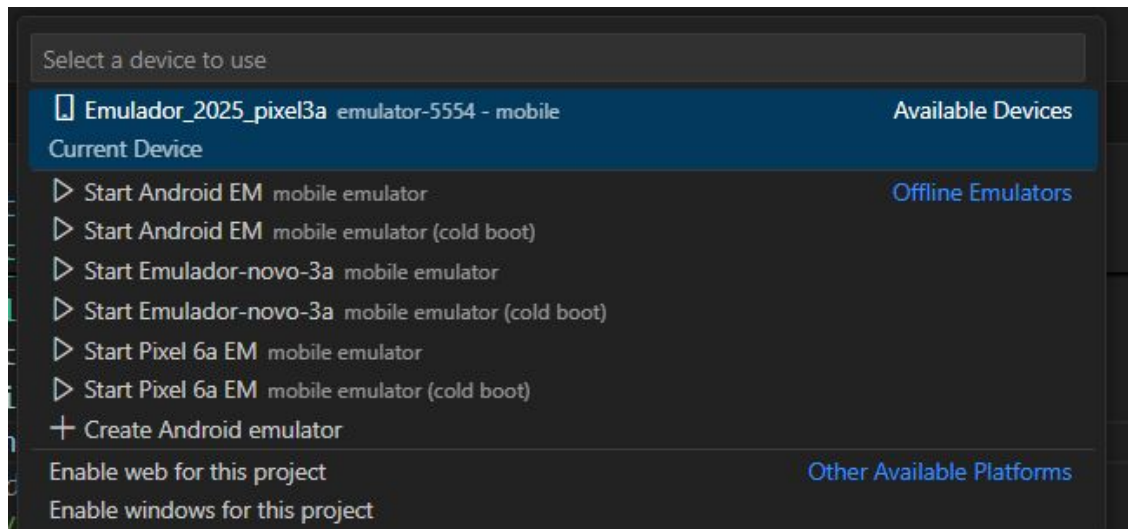 Select a device to use
Emulador_2025_pixel3a emulator-5554 - mobile Available Devices
Current Device
Start Android EM mobile emulator Offline Emulators
Start Android EM mobile emulator (cold boot)
Start Emulador-novo-3a mobile emulator
Start Emulador-novo-3a mobile emulator (cold boot)
Start Pixel 6a EM mobile emulator
Start Pixel 6a EM mobile emulator (cold boot)
Create Android emulator
Enable web for this project Other Available Platforms
Enable windows for this project